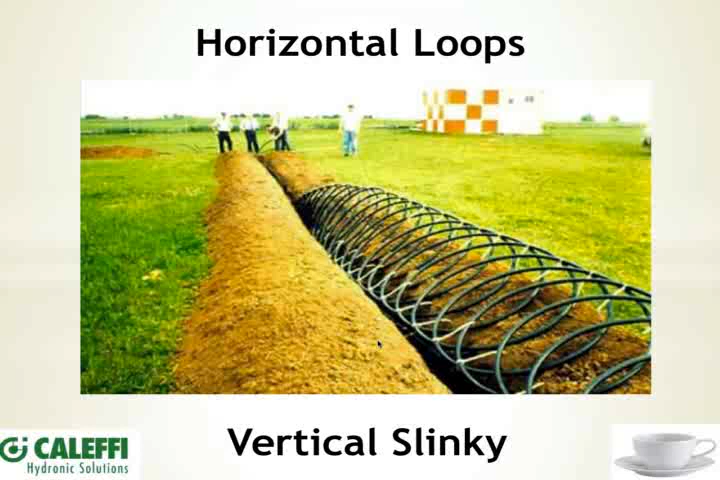 Horizontal Loops
Vertical Slinky
CALEFFI
Hydronic Solutions